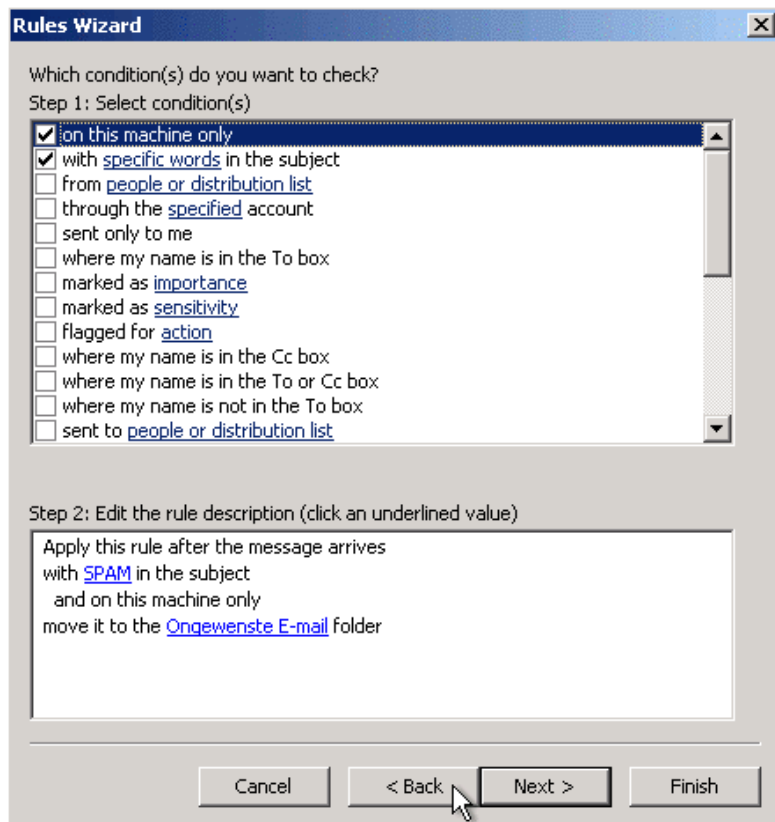 Rules Wizard
Which condition(s) do you want to check?
Step 1: Select condition(s)
on this machine only
with specific words in the subject
from people or distribution list
through the specified account
sent only to me
where my name is in the To box
marked as importance
marked as sensitivity
flagged for action
where my name is in the Cc box
where my name is in the To or Cc box
where my name is not in the To box
sent to people or distribution list
Step 2: Edit the rule description (click an underlined value)
Apply this rule after the message arrives
with SPAM in the subject
and on this machine only
move it to the Ongewenste E-mail folder
Cancel < Back Next > Finish